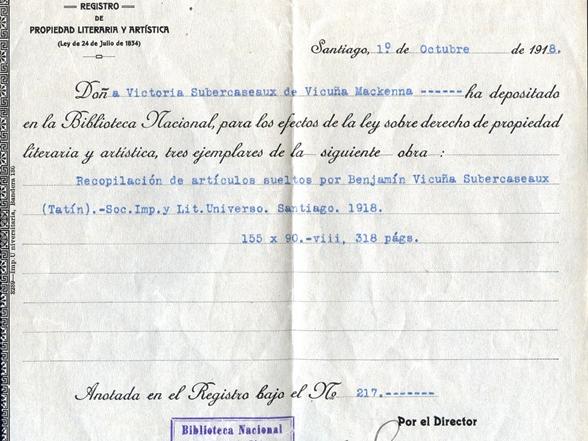 — REGISTRO —
DE
PROPIEDAD LITERARIA Y ARTÍSTICA
(Ley de 24 de Julio de 1834)
Santiago, 1º de Octubre de 1918.
Doña Victoria Subercaseaux de Vicuña Mackenna ------ ha depositado
en la Biblioteca Nacional, para los efectos de la ley sobre derecho de propiedad
literaria y artística, tres ejemplares de la siguiente obra :
Recopilación de artículos sueltos por Benjamín Vicuña Subercaseaux
(Tatín).-Soc.Imp.y Lit.Universo. Santiago. 1918.
155 x 90.-viii, 318 págs.
Anotada en el Registro bajo el Nº 217.-------
Biblioteca Nacional
Por el Director